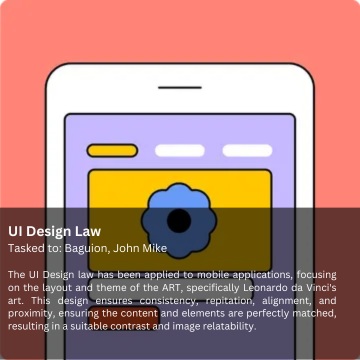 UI Design Law
Tasked to: Baguion, John Mike
The UI Design law has been applied to mobile applications, focusing
on the layout and theme of the ART, specifically Leonardo da Vinci's
art. This design ensures consistency, repitation, alignment, and
proximity, ensuring the content and elements are perfectly matched,
resulting in a suitable contrast and image relatability.